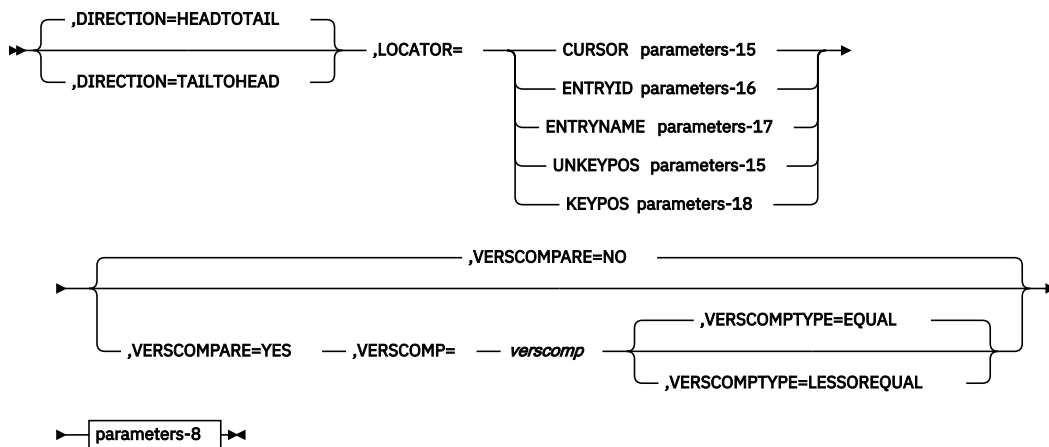 ,DIRECTION=HEADTOTAIL
,DIRECTION=TAILTOHEAD
,LOCATOR=
CURSOR parameters-15
ENTRYID parameters-16
ENTRYNAME parameters-17
UNKEYPOS parameters-15
KEYPOS parameters-18
,VERSCOMPARE=NO
,VERSCOMPARE=YES ,VERSCOMP= verscomp
,VERSCOMPTYPE=EQUAL
,VERSCOMPTYPE=LESSOREQUAL
parameters-8